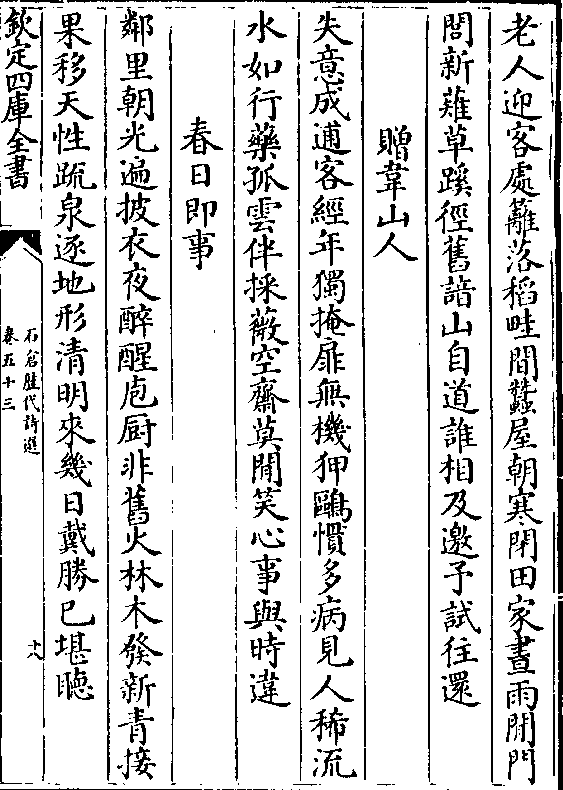 老人迎客處籬落稻畦間蠶屋朝寒閉田家晝雨閒門
閭新薙草蹊徑舊諳山自道誰相及邀予試往還
贈韋山人
失意成逋客經年獨掩扉無機狎鷗慣多病見人稀流
水如行藥孤雲伴採薇空齋莫閒笑心事與時違
春日即事
鄰里朝光遍披衣夜醉醒庖厨非舊火林木發新青接
果移天性疏泉逐地形清明來幾日戴勝已堪聽
欽定四庫全書
石倉歷代詩選
卷五十三
十八